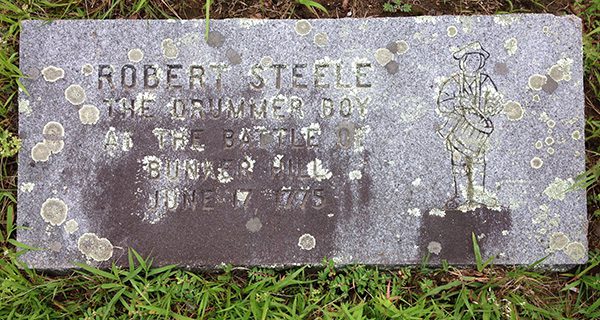 ROBERT STEELE
THE DRUMMER BOY
AT THE BATTLE OF
BUNKER HILL
JUNE 17 1775